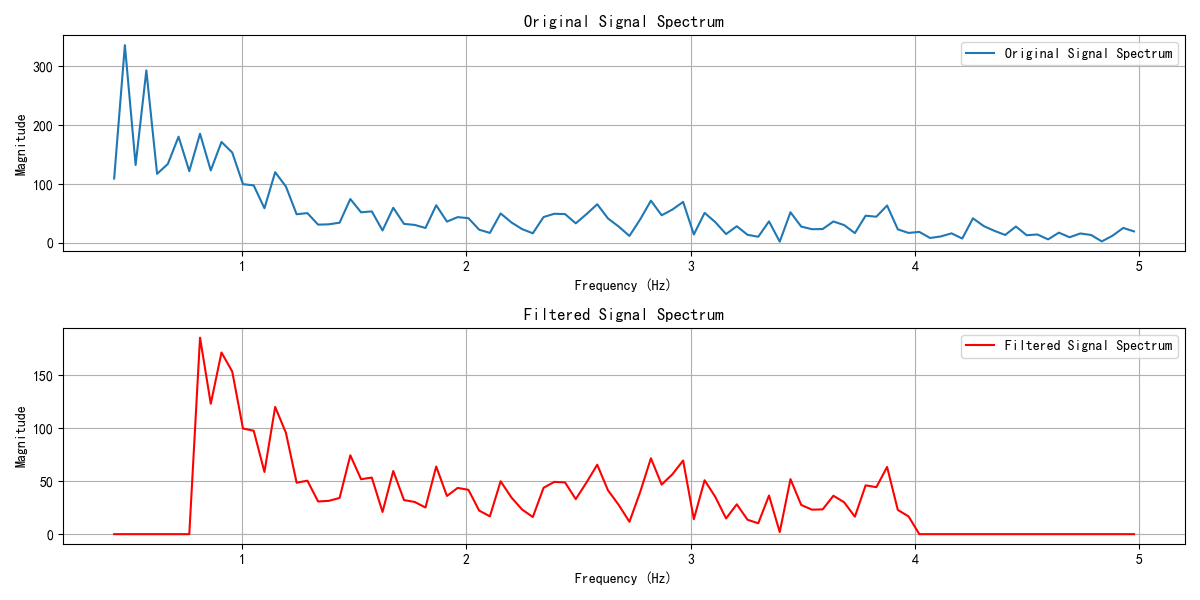 Original Signal Spectrum
Original Signal Spectrum
300
200
100
0
Magnitude
1 2 3 4 5
Frequency (Hz)
Filtered Signal Spectrum
Filtered Signal Spectrum
150
100
50
0
Magnitude
1 2 3 4 5
Frequency (Hz)